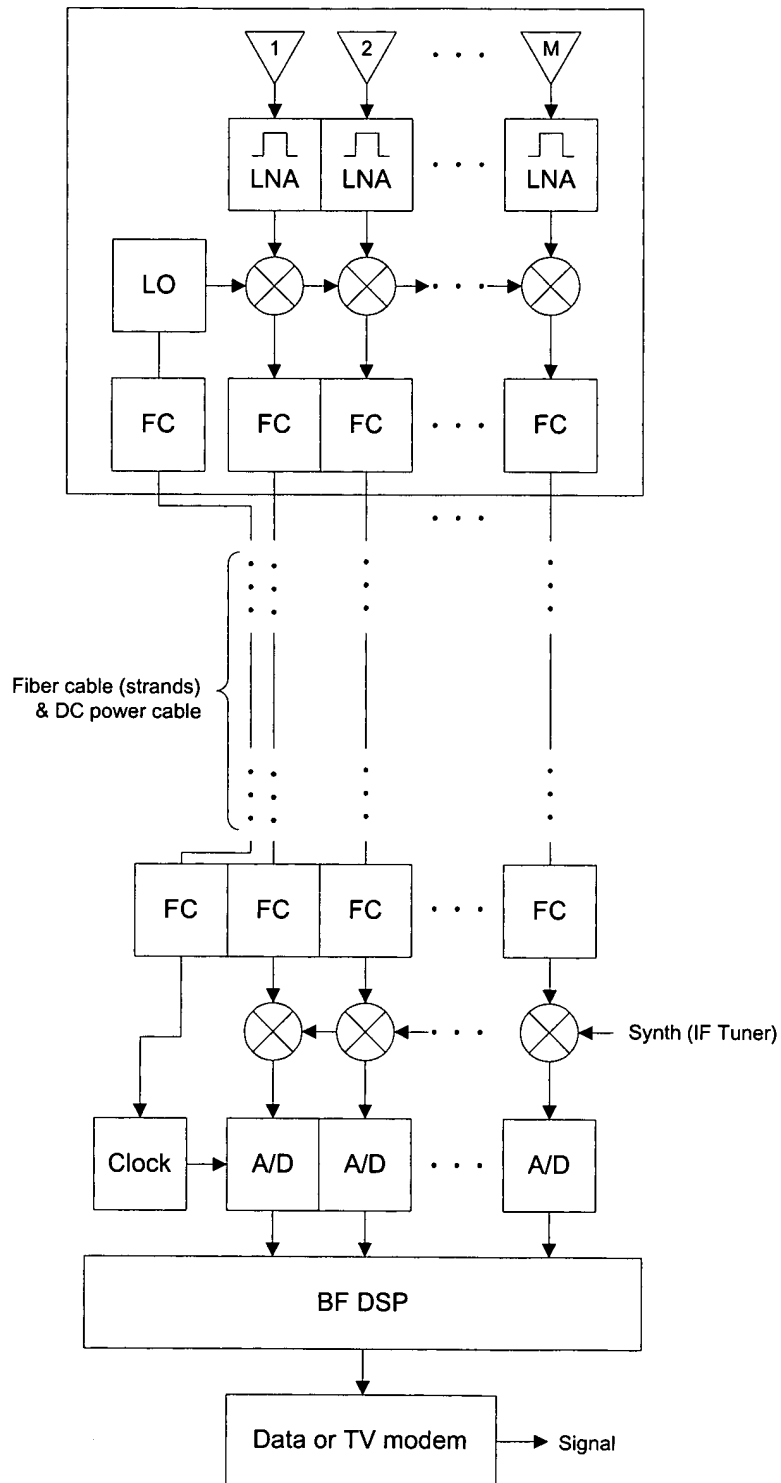 1 2 M
LNA LNA LNA
LO
FC FC FC FC
Fiber cable (strands)
& DC power cable
FC FC FC FC
Synth (IF Tuner)
Clock A/D A/D A/D
BF DSP
Data or TV modem Signal